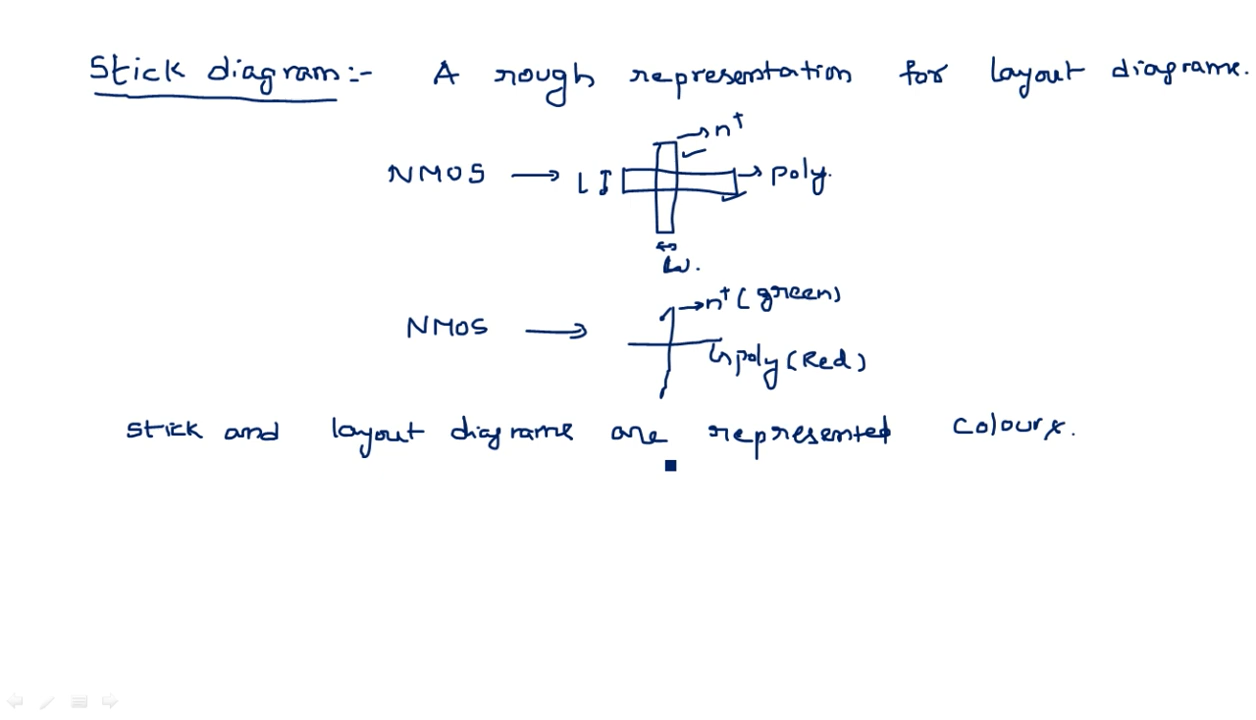 Stick diagram:- A rough representation for layout diagrams.
n+
NMOS → L poly.
W.
n+ (green)
NMOS →
poly (Red)
stick and layout diagrams are represented colours.